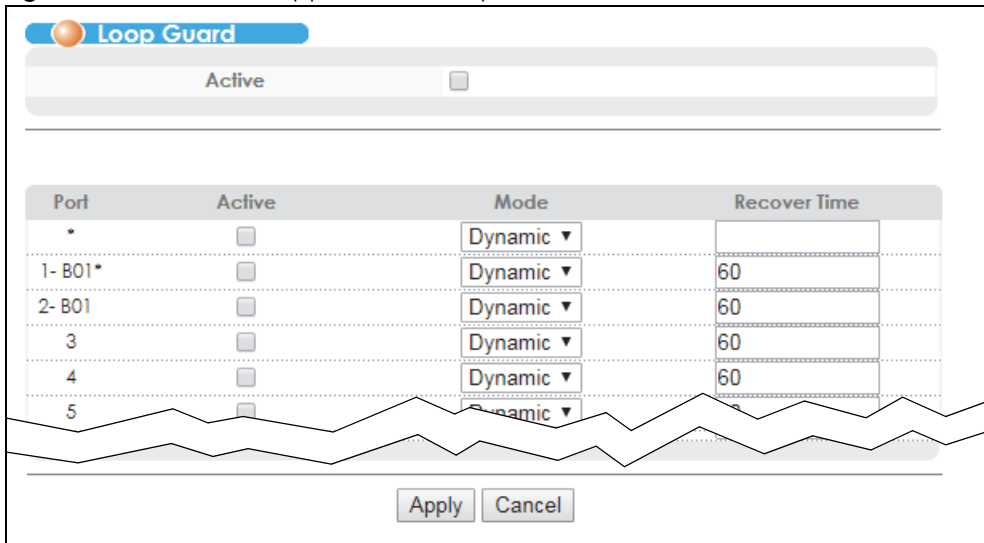 Loop Guard
Active
Port Active Mode Recover Time
* Dynamic ▼
1- B01* Dynamic ▼ 60
2- B01 Dynamic ▼ 60
3 Dynamic ▼ 60
4 Dynamic ▼ 60
5 Dynamic ▼
Apply Cancel